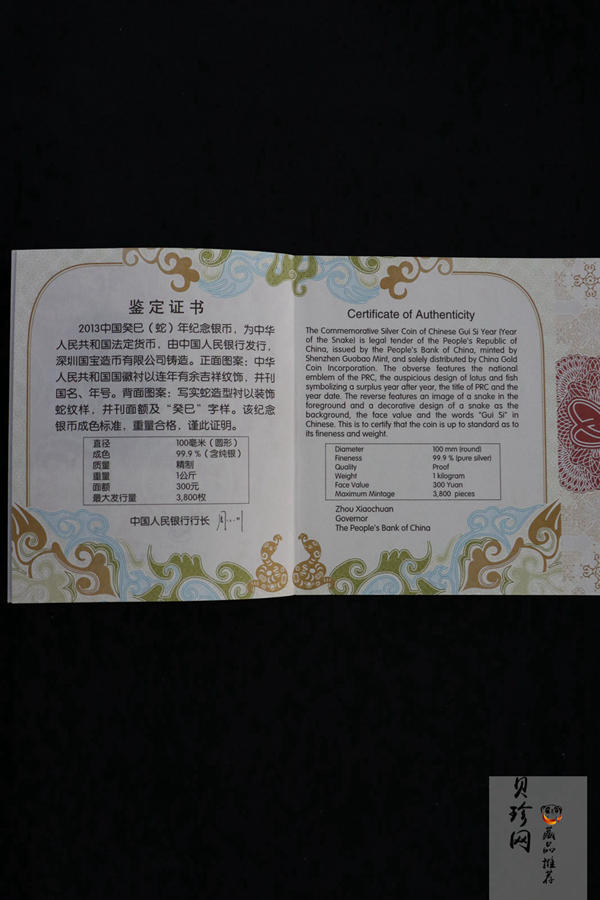 鉴定证书
2013中国癸巳（蛇）年纪念银币，为中华
人民共和国法定货币，由中国人民银行发行，
深圳国宝造币有限公司铸造。正面图案：中华
人民共和国国徽衬以连年有余吉祥纹饰，并刊
国名、年号。背面图案：写实蛇造型衬以装饰
蛇纹样，并刊面额及“癸巳”字样。该纪念
银币成色标准，重量合格，谨此证明。
直径 100毫米（圆形）
成色 99.9％（含纯银）
质量 精制
重量 1公斤
面额 300元
最大发行量 3,800枚
中国人民银行行长
Certificate of Authenticity
The Commemorative Silver Coin of Chinese Gui Si Year (Year
of the Snake) is legal tender of the People's Republic of
China, issued by the People's Bank of China, minted by
Shenzhen Guobao Mint, and solely distributed by China Gold
Coin Incorporation. The obverse features the national
emblem of the PRC, the auspicious design of lotus and fish
symbolizing a surplus year after year, the title of PRC and the
year date. The reverse features an image of a snake in the
foreground and a decorative design of a snake as the
background, the face value and the words "Gui Si" in
Chinese. This is to certify that the coin is up to standard as to
its fineness and weight.
Diameter 100 mm (round)
Fineness 99.9 % (pure silver)
Quality Proof
Weight 1 kilogram
Face Value 300 Yuan
Maximum Mintage 3,800 pieces
Zhou Xiaochuan
Governor
The People's Bank of China
贝珍网
藏品推荐